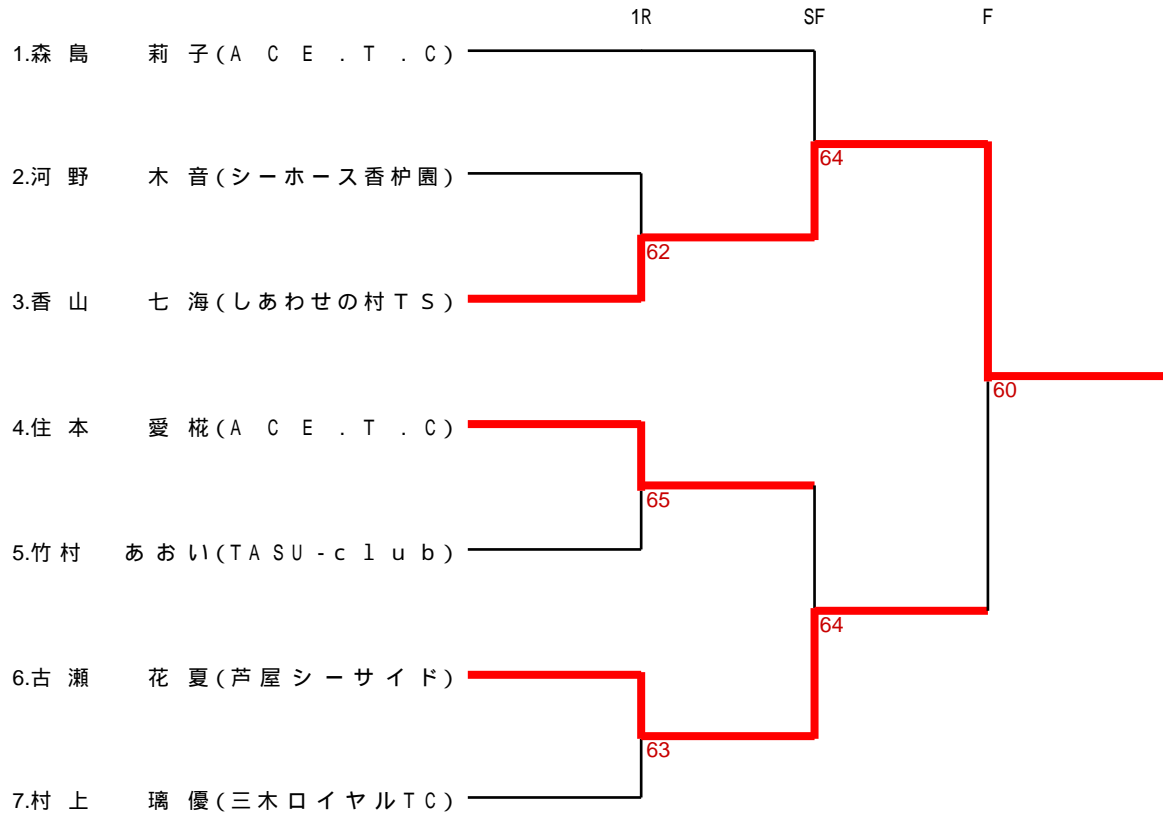 1R SF F
1.森 島 莉 子(A C E . T . C)
64
2.河 野 木 音(シーホース香枦園)
62
3.香 山 七 海(しあわせの村TS)
60
4.住 本 愛 椛(A C E . T . C)
65
5.竹 村 あ お い(TASU-c l u b)
64
6.古 瀬 花 夏(芦屋シーサイド)
63
7.村 上 璃 優(三木ロイヤルTC)